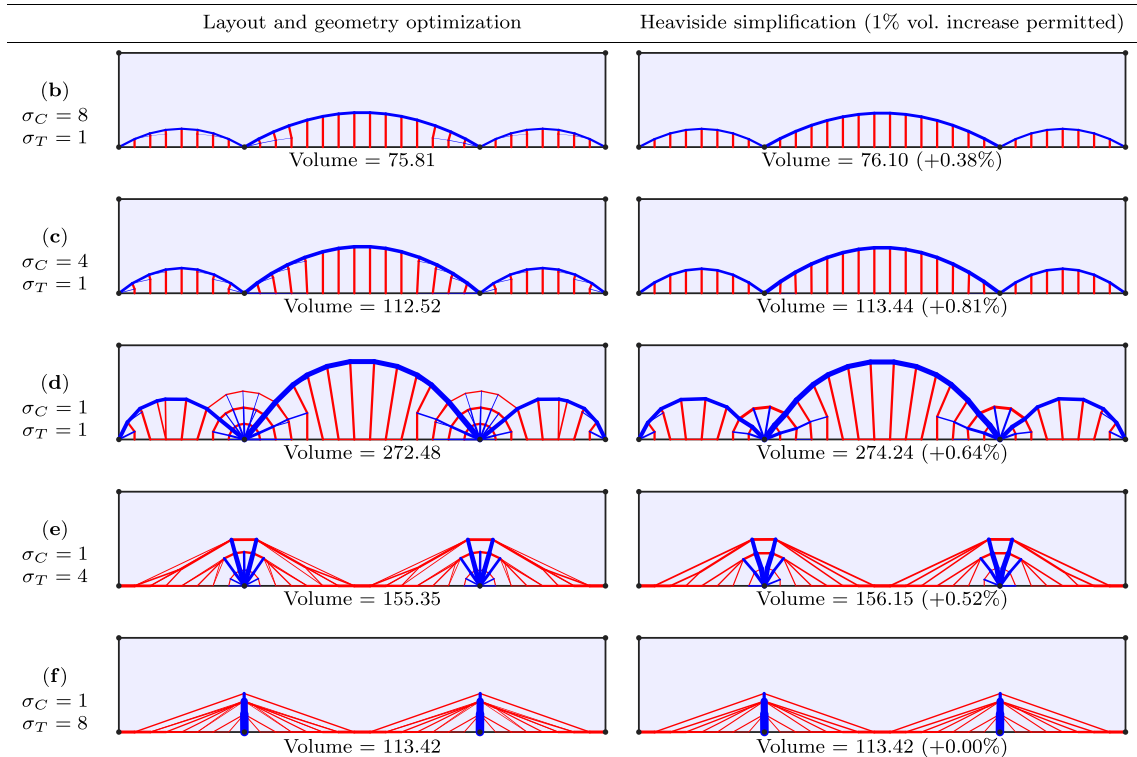 Layout and geometry optimization
Heaviside simplification (1% vol. increase permitted)
(b)
σC = 8
σT = 1
Volume = 75.81
Volume = 76.10 (+0.38%)
(c)
σC = 4
σT = 1
Volume = 112.52
Volume = 113.44 (+0.81%)
(d)
σC = 1
σT = 1
Volume = 272.48
Volume = 274.24 (+0.64%)
(e)
σC = 1
σT = 4
Volume = 155.35
Volume = 156.15 (+0.52%)
(f)
σC = 1
σT = 8
Volume = 113.42
Volume = 113.42 (+0.00%)